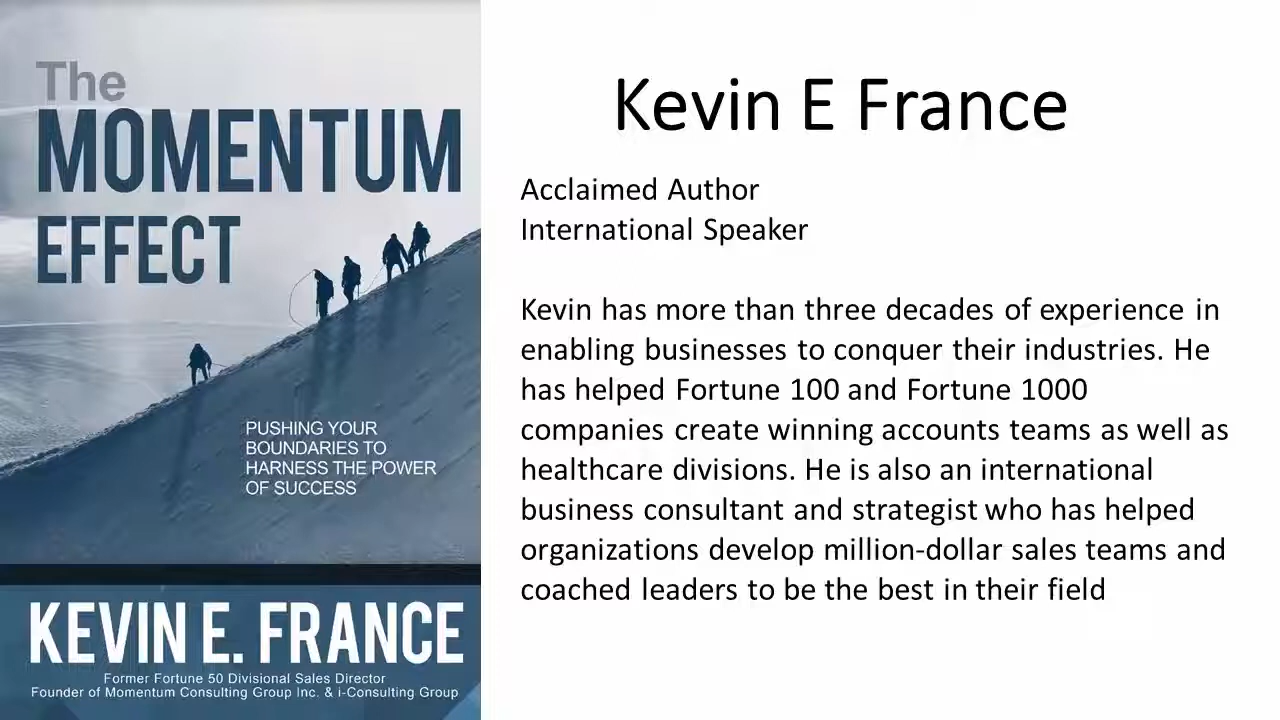 The
MOMENTUM
EFFECT
PUSHING YOUR
BOUNDARIES TO
HARNESS THE POWER
OF SUCCESS
KEVIN E. FRANCE
Former Fortune 50 Divisional Sales Director
Founder of Momentum Consulting Group Inc. & i-Consulting Group
Kevin E France
Acclaimed Author
International Speaker
Kevin has more than three decades of experience in
enabling businesses to conquer their industries. He
has helped Fortune 100 and Fortune 1000
companies create winning accounts teams as well as
healthcare divisions. He is also an international
business consultant and strategist who has helped
organizations develop million-dollar sales teams and
coached leaders to be the best in their field